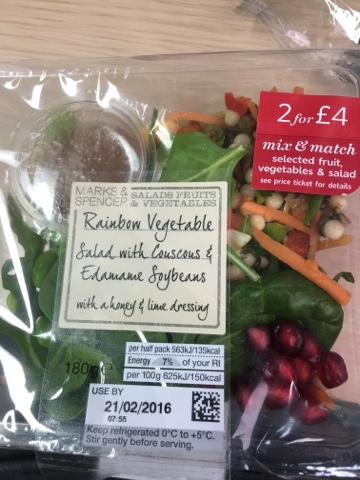 2 for £4
mix & match
selected fruit,
vegetables & salad
see price ticket for details
MARKS & SPENCER
SALADS FRUITS & VEGETABLES
Rainbow Vegetable
Salad with Couscous &
Edamame Soybeans
with a honey & lime dressing
180g e
per half pack 563kJ/135kcal
Energy 7% of your RI
per 100g 625kJ/150kcal
USE BY
21/02/2016
07:55
Keep refrigerated 0°C to +5°C.
Stir gently before serving.